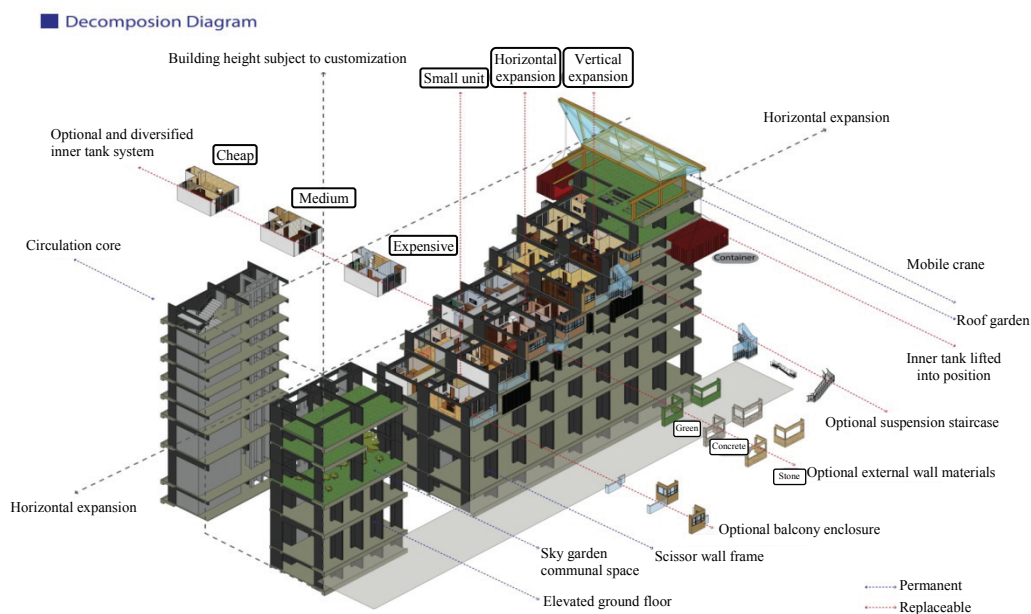 Decomposion Diagram
Building height subject to customization
Small unit
Horizontal
expansion
Vertical
expansion
Horizontal expansion
Optional and diversified
inner tank system
Cheap
Medium
Expensive
Circulation core
Container
Mobile crane
Roof garden
Inner tank lifted
into position
Optional suspension staircase
Green
Concrete
Stone
Optional external wall materials
Horizontal expansion
Optional balcony enclosure
Sky garden
communal space
Scissor wall frame
Elevated ground floor
Permanent
Replaceable